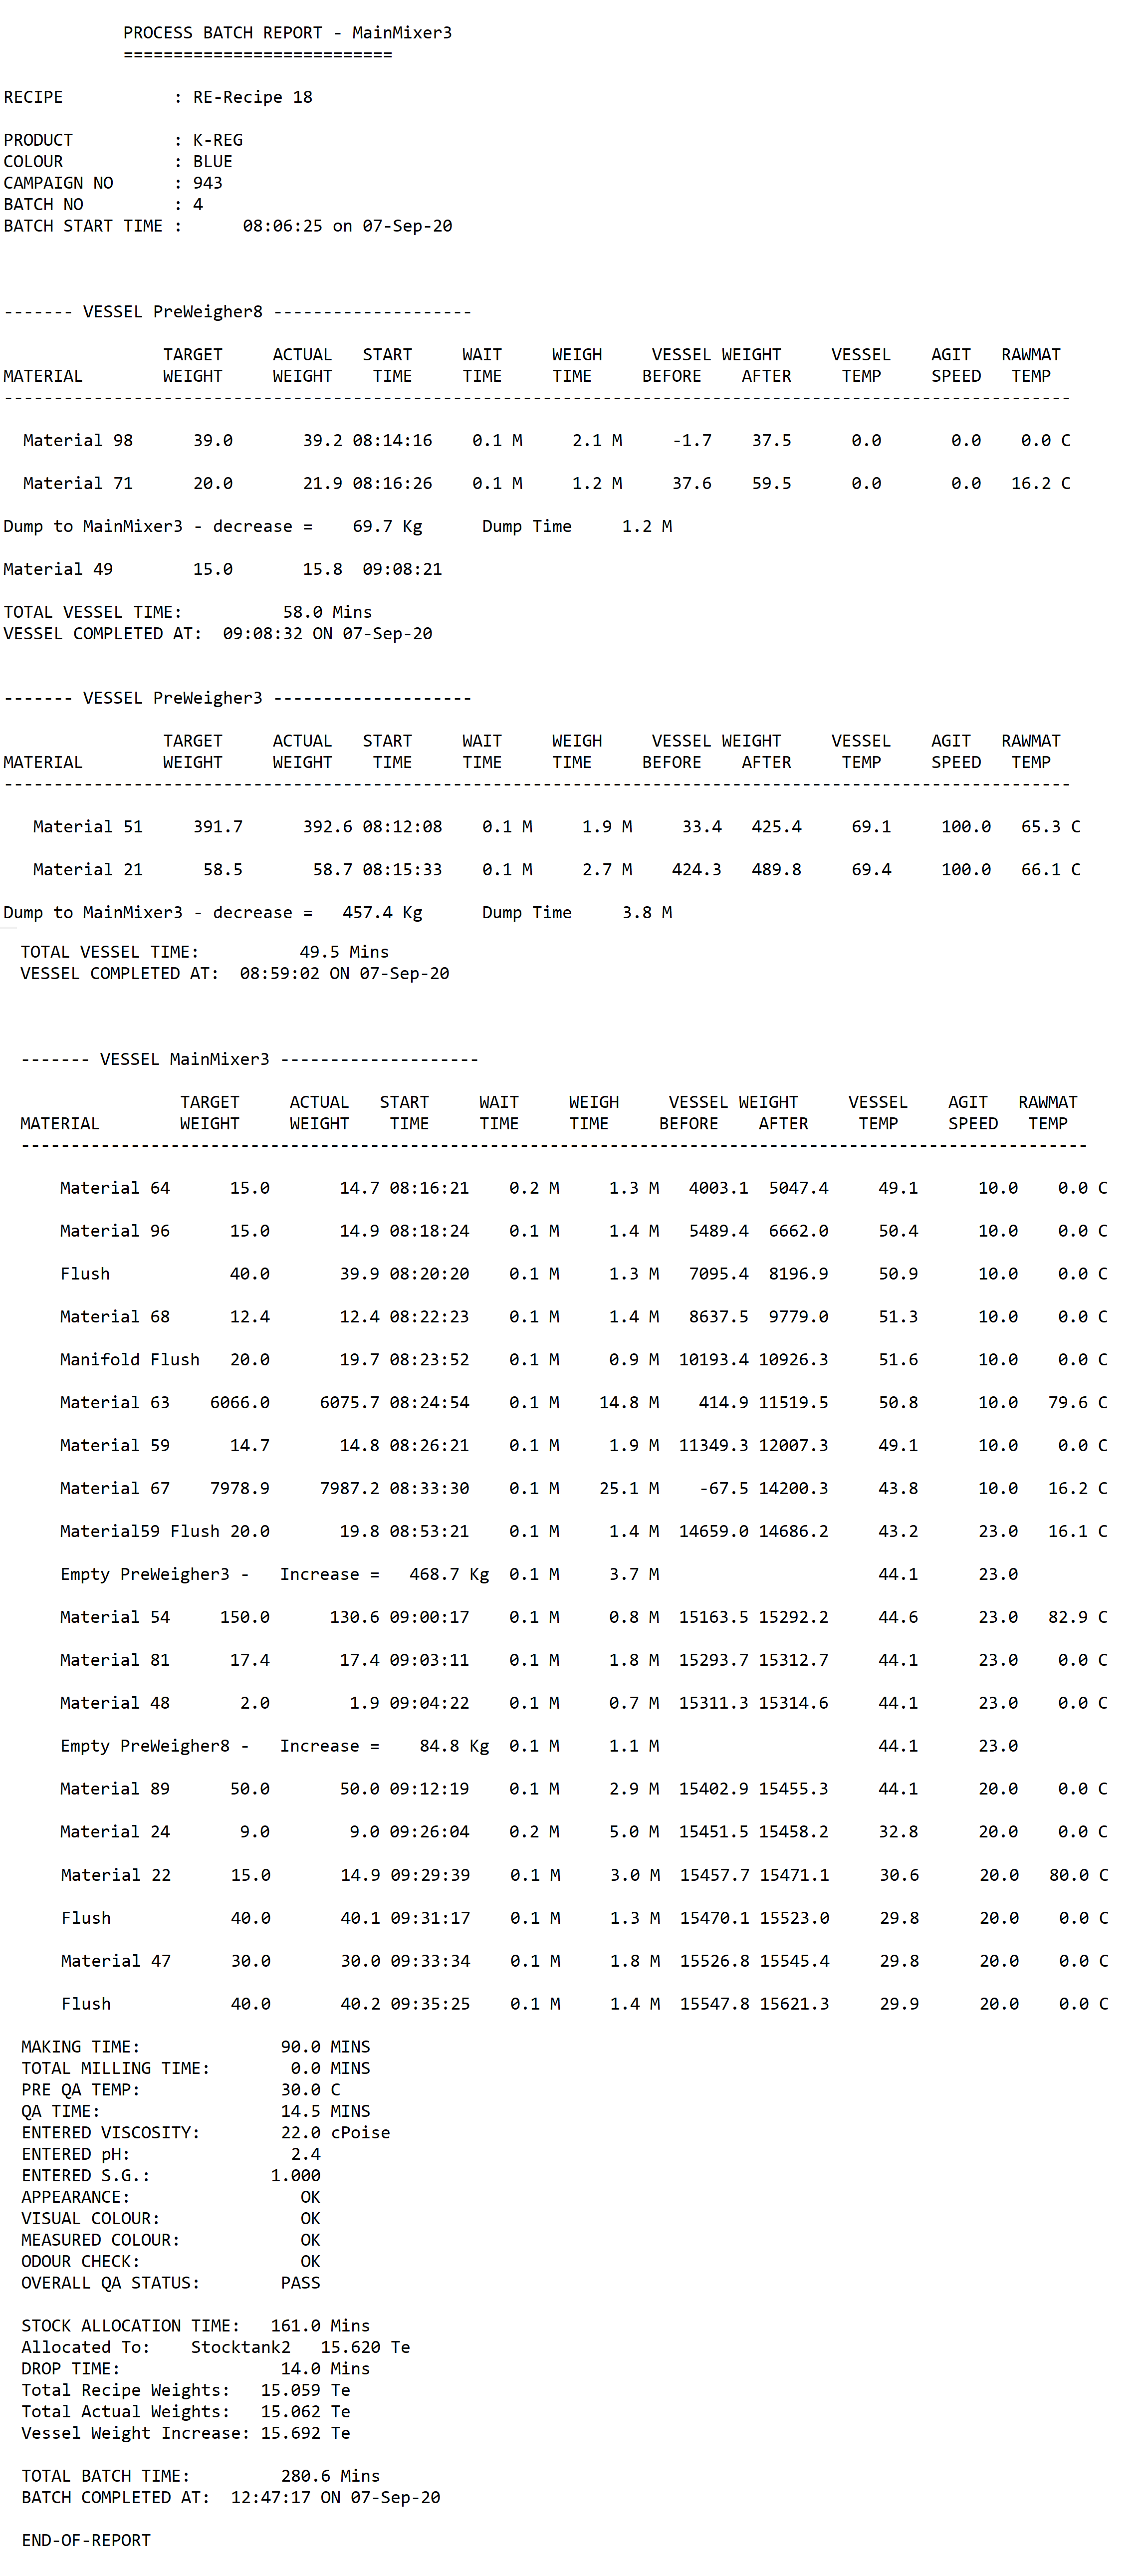 PROCESS BATCH REPORT - MainMixer3
===========================
RECIPE           : RE-Recipe 18
PRODUCT          : K-REG
COLOUR           : BLUE
CAMPAIGN NO      : 943
BATCH NO         : 4
BATCH START TIME :      08:06:25 on 07-Sep-20
------- VESSEL PreWeigher8 --------------------
TARGET     ACTUAL   START     WAIT     WEIGH     VESSEL WEIGHT     VESSEL    AGIT   RAWMAT
MATERIAL        WEIGHT     WEIGHT    TIME     TIME     TIME     BEFORE    AFTER     TEMP     SPEED   TEMP
-----------------------------------------------------------------------------------------------------------
Material 98      39.0       39.2 08:14:16    0.1 M     2.1 M     -1.7    37.5      0.0       0.0    0.0 C
Material 71      20.0       21.9 08:16:26    0.1 M     1.2 M     37.6    59.5      0.0       0.0   16.2 C
Dump to MainMixer3 - decrease =    69.7 Kg      Dump Time     1.2 M
Material 49        15.0       15.8  09:08:21
TOTAL VESSEL TIME:          58.0 Mins
VESSEL COMPLETED AT:  09:08:32 ON 07-Sep-20
------- VESSEL PreWeigher3 --------------------
TARGET     ACTUAL   START     WAIT     WEIGH     VESSEL WEIGHT     VESSEL    AGIT   RAWMAT
MATERIAL        WEIGHT     WEIGHT    TIME     TIME     TIME     BEFORE    AFTER     TEMP     SPEED   TEMP
-----------------------------------------------------------------------------------------------------------
Material 51     391.7      392.6 08:12:08    0.1 M     1.9 M     33.4   425.4     69.1     100.0   65.3 C
Material 21      58.5       58.7 08:15:33    0.1 M     2.7 M    424.3   489.8     69.4     100.0   66.1 C
Dump to MainMixer3 - decrease =   457.4 Kg      Dump Time     3.8 M
TOTAL VESSEL TIME:          49.5 Mins
VESSEL COMPLETED AT:  08:59:02 ON 07-Sep-20
------- VESSEL MainMixer3 --------------------
TARGET     ACTUAL   START     WAIT     WEIGH     VESSEL WEIGHT     VESSEL    AGIT   RAWMAT
MATERIAL        WEIGHT     WEIGHT    TIME     TIME     TIME     BEFORE    AFTER     TEMP     SPEED   TEMP
-----------------------------------------------------------------------------------------------------------
Material 64      15.0       14.7 08:16:21    0.2 M     1.3 M   4003.1  5047.4     49.1      10.0    0.0 C
Material 96      15.0       14.9 08:18:24    0.1 M     1.4 M   5489.4  6662.0     50.4      10.0    0.0 C
Flush            40.0       39.9 08:20:20    0.1 M     1.3 M   7095.4  8196.9     50.9      10.0    0.0 C
Material 68      12.4       12.4 08:22:23    0.1 M     1.4 M   8637.5  9779.0     51.3      10.0    0.0 C
Manifold Flush   20.0       19.7 08:23:52    0.1 M     0.9 M  10193.4 10926.3     51.6      10.0    0.0 C
Material 63    6066.0     6075.7 08:24:54    0.1 M    14.8 M    414.9 11519.5     50.8      10.0   79.6 C
Material 59      14.7       14.8 08:26:21    0.1 M     1.9 M  11349.3 12007.3     49.1      10.0    0.0 C
Material 67    7978.9     7987.2 08:33:30    0.1 M    25.1 M    -67.5 14200.3     43.8      10.0   16.2 C
Material59 Flush 20.0       19.8 08:53:21    0.1 M     1.4 M  14659.0 14686.2     43.2      23.0   16.1 C
Empty PreWeigher3 -   Increase =   468.7 Kg  0.1 M     3.7 M                      44.1      23.0
Material 54     150.0      130.6 09:00:17    0.1 M     0.8 M  15163.5 15292.2     44.6      23.0   82.9 C
Material 81      17.4       17.4 09:03:11    0.1 M     1.8 M  15293.7 15312.7     44.1      23.0    0.0 C
Material 48       2.0        1.9 09:04:22    0.1 M     0.7 M  15311.3 15314.6     44.1      23.0    0.0 C
Empty PreWeigher8 -   Increase =    84.8 Kg  0.1 M     1.1 M                      44.1      23.0
Material 89      50.0       50.0 09:12:19    0.1 M     2.9 M  15402.9 15455.3     44.1      20.0    0.0 C
Material 24       9.0        9.0 09:26:04    0.2 M     5.0 M  15451.5 15458.2     32.8      20.0    0.0 C
Material 22      15.0       14.9 09:29:39    0.1 M     3.0 M  15457.7 15471.1     30.6      20.0   80.0 C
Flush            40.0       40.1 09:31:17    0.1 M     1.3 M  15470.1 15523.0     29.8      20.0    0.0 C
Material 47      30.0       30.0 09:33:34    0.1 M     1.8 M  15526.8 15545.4     29.8      20.0    0.0 C
Flush            40.0       40.2 09:35:25    0.1 M     1.4 M  15547.8 15621.3     29.9      20.0    0.0 C
MAKING TIME:              90.0 MINS
TOTAL MILLING TIME:        0.0 MINS
PRE QA TEMP:              30.0 C
QA TIME:                  14.5 MINS
ENTERED VISCOSITY:        22.0 cPoise
ENTERED pH:                2.4
ENTERED S.G.:            1.000
APPEARANCE:                 OK
VISUAL COLOUR:              OK
MEASURED COLOUR:            OK
ODOUR CHECK:                OK
OVERALL QA STATUS:        PASS
STOCK ALLOCATION TIME:   161.0 Mins
Allocated To:    Stocktank2   15.620 Te
DROP TIME:                14.0 Mins
Total Recipe Weights:   15.059 Te
Total Actual Weights:   15.062 Te
Vessel Weight Increase: 15.692 Te
TOTAL BATCH TIME:         280.6 Mins
BATCH COMPLETED AT:  12:47:17 ON 07-Sep-20
END-OF-REPORT